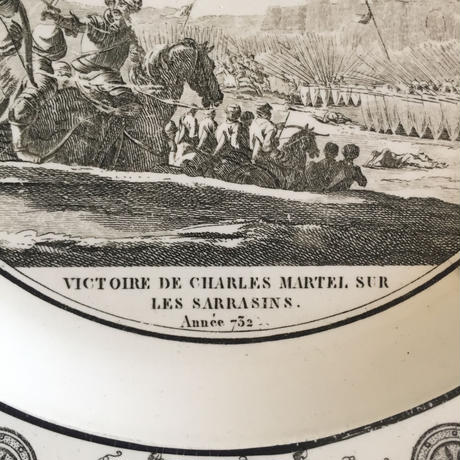 VICTOIRE DE CHARLES MARTEL SUR
LES SARRASINS.
Année 732